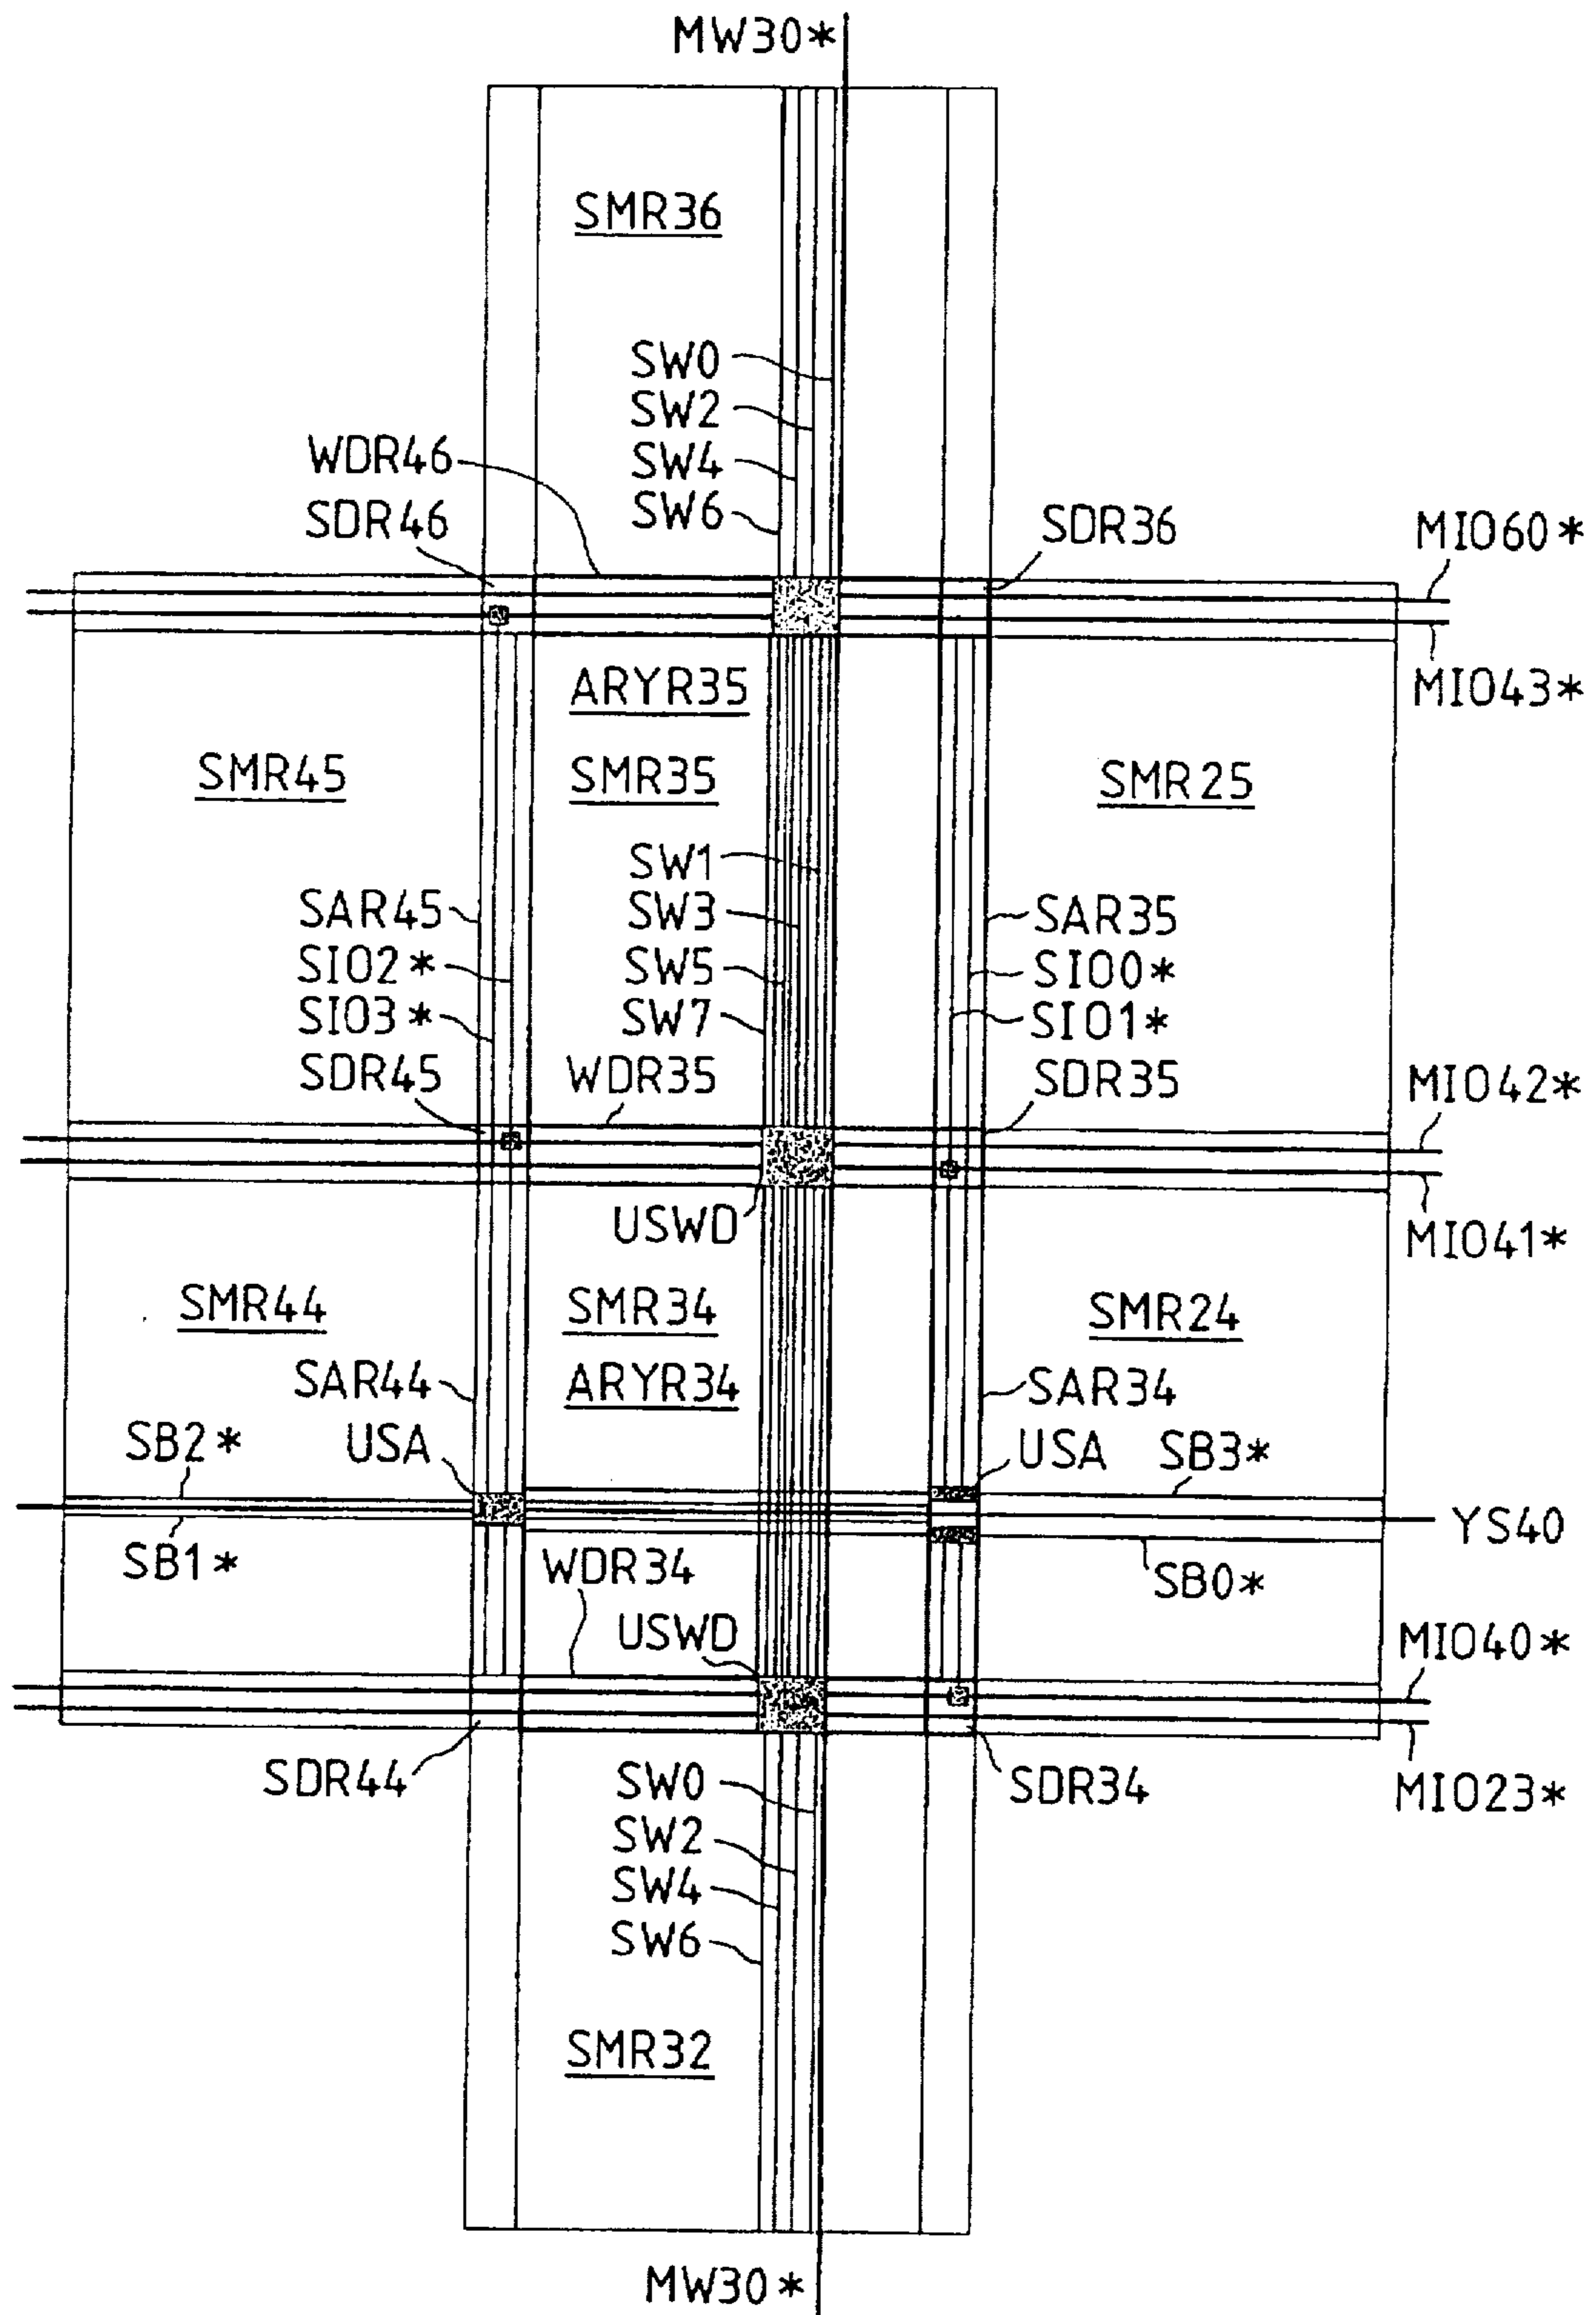 MW30*
SMR36
SW0
SW2
WDR46
SW4
SDR46
SW6
SDR36
MIO60*
MIO43*
ARYR35
SMR45
SMR35
SMR25
SW1
SAR45
SW3
SAR35
SIO2*
SW5
SIO0*
SIO3*
SW7
SIO1*
SDR45
WDR35
SDR35
MIO42*
USWD
MIO41*
SMR44
SMR34
SMR24
SAR44
ARYR34
SAR34
SB2*
USA
USA
SB3*
YS40
SB1*
WDR34
SB0*
USWD
MIO40*
SDR44
SW0
SDR34
MIO23*
SW2
SW4
SW6
SMR32
MW30*